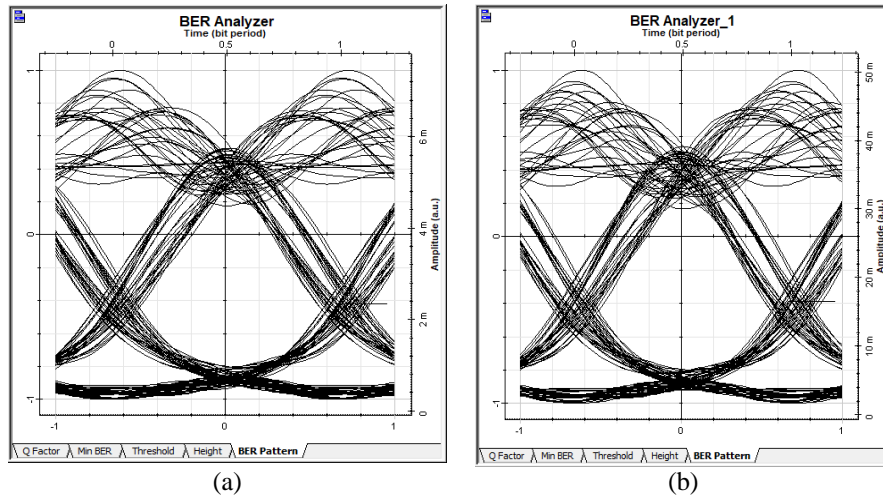 BER Analyzer
Time (bit period)
0 0.5 1
1
0
-1
6 m
4 m
2 m
0
Amplitude (a.u.)
-1 0 1
Q Factor Min BER Threshold Height BER Pattern
(a)
BER Analyzer_1
Time (bit period)
0 0.5 1
1
0
-1
50 m
40 m
30 m
20 m
10 m
0
Amplitude (a.u.)
-1 0 1
Q Factor Min BER Threshold Height BER Pattern
(b)